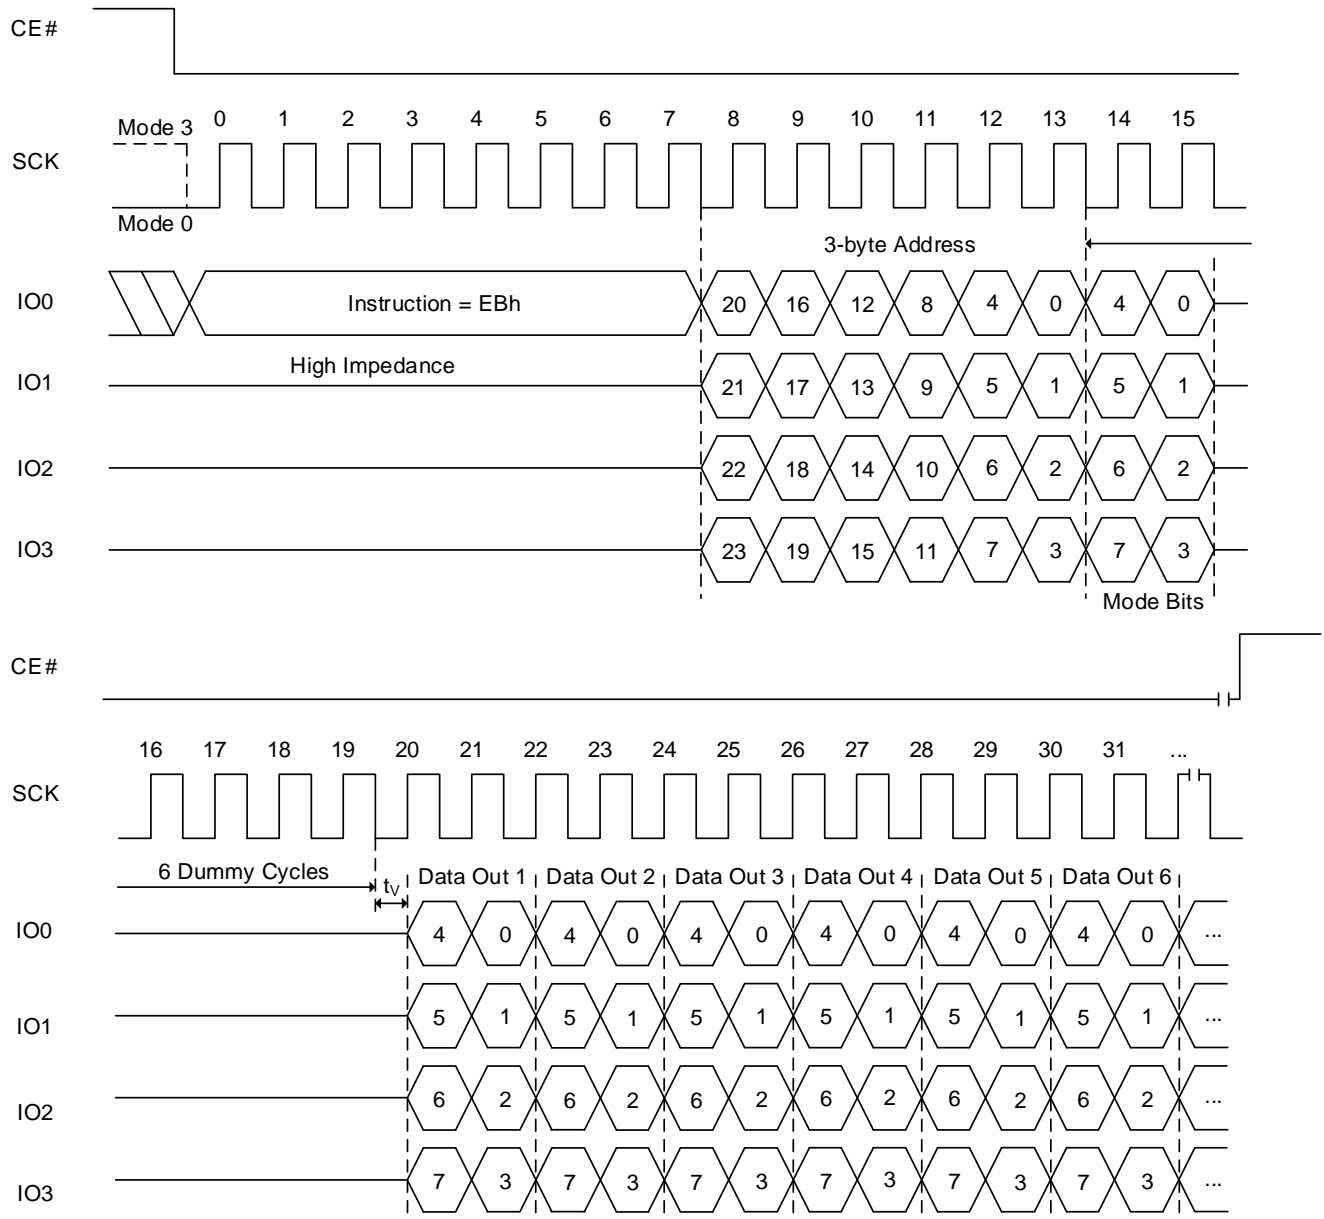 CE#
Mode 3 0 1 2 3 4 5 6 7 8 9 10 11 12 13 14 15
SCK
Mode 0
3-byte Address
IO0 Instruction = EBh 20 16 12 8 4 0 4 0
High Impedance
IO1 21 17 13 9 5 1 5 1
IO2 22 18 14 10 6 2 6 2
IO3 23 19 15 11 7 3 7 3
Mode Bits
CE#
16 17 18 19 20 21 22 23 24 25 26 27 28 29 30 31 ...
SCK
6 Dummy Cycles tV Data Out 1 Data Out 2 Data Out 3 Data Out 4 Data Out 5 Data Out 6
IO0 4 0 4 0 4 0 4 0 4 0 4 0 ...
IO1 5 1 5 1 5 1 5 1 5 1 5 1 ...
IO2 6 2 6 2 6 2 6 2 6 2 6 2 ...
IO3 7 3 7 3 7 3 7 3 7 3 7 3 ...